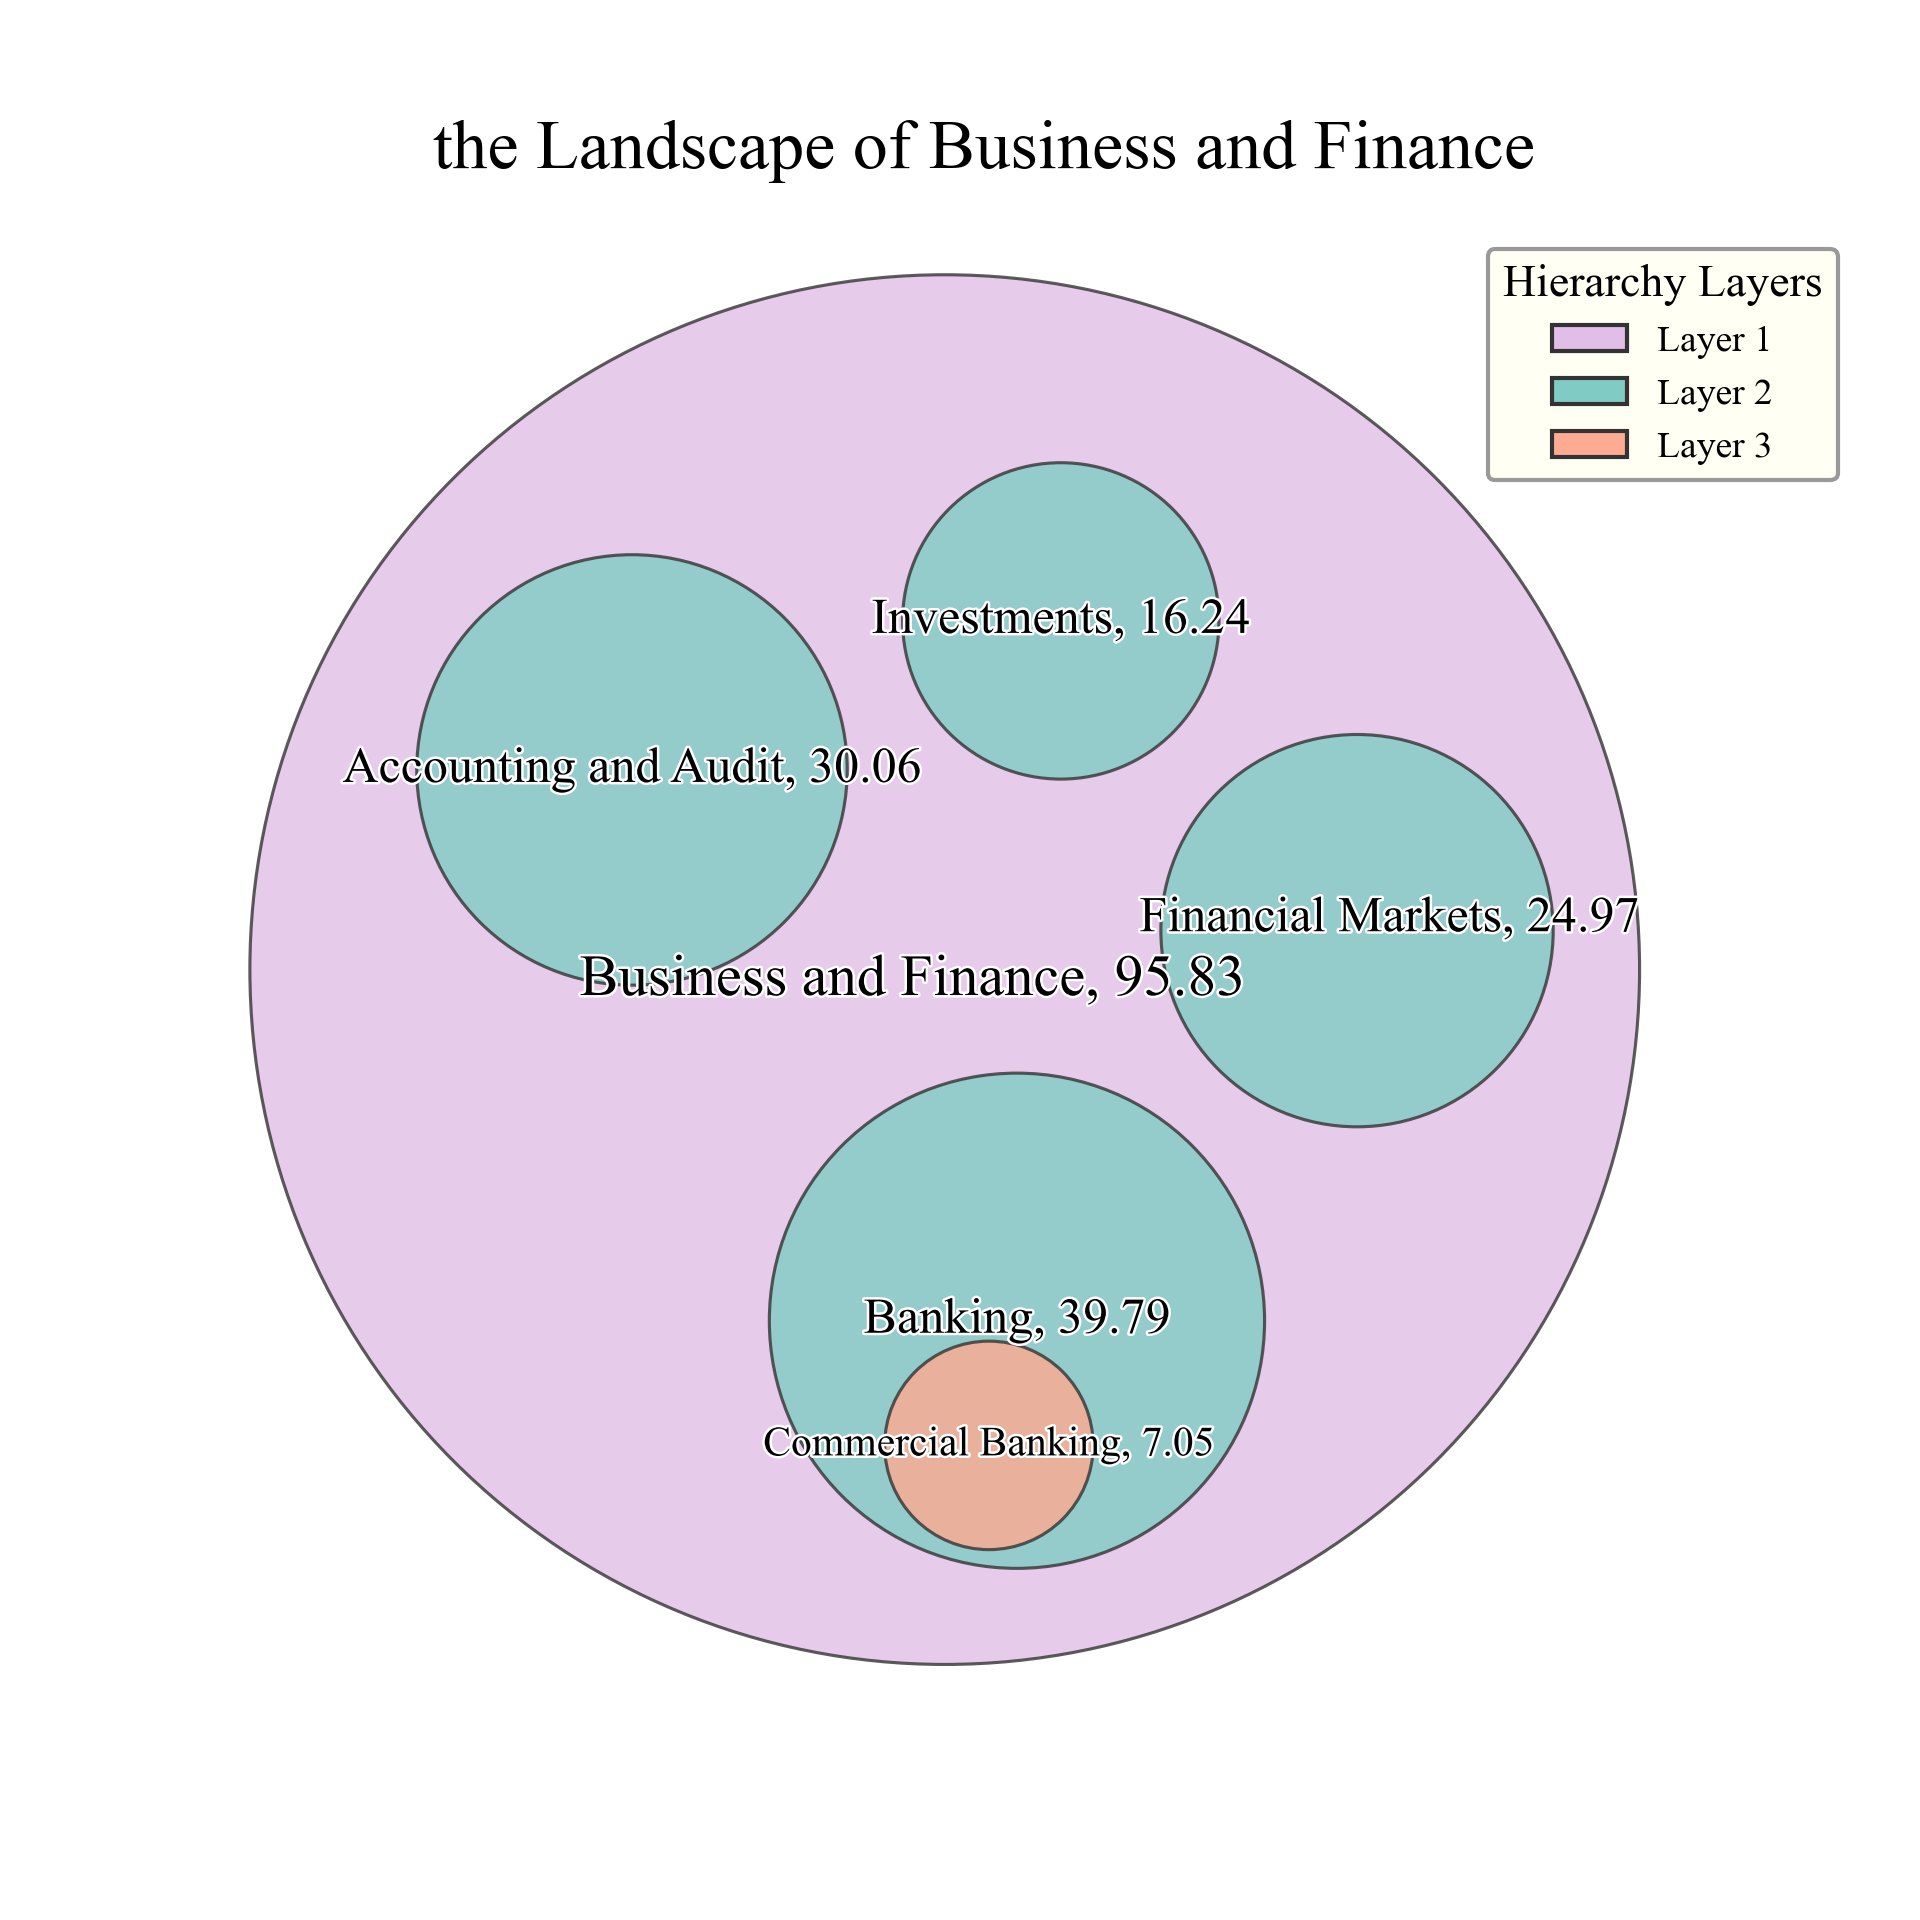 the Landscape of Business and Finance
Hierarchy Layers
Layer 1
Layer 2
Layer 3
Investments, 16.24
Accounting and Audit, 30.06
Financial Markets, 24.97
Business and Finance, 95.83
Banking, 39.79
Commercial Banking, 7.05